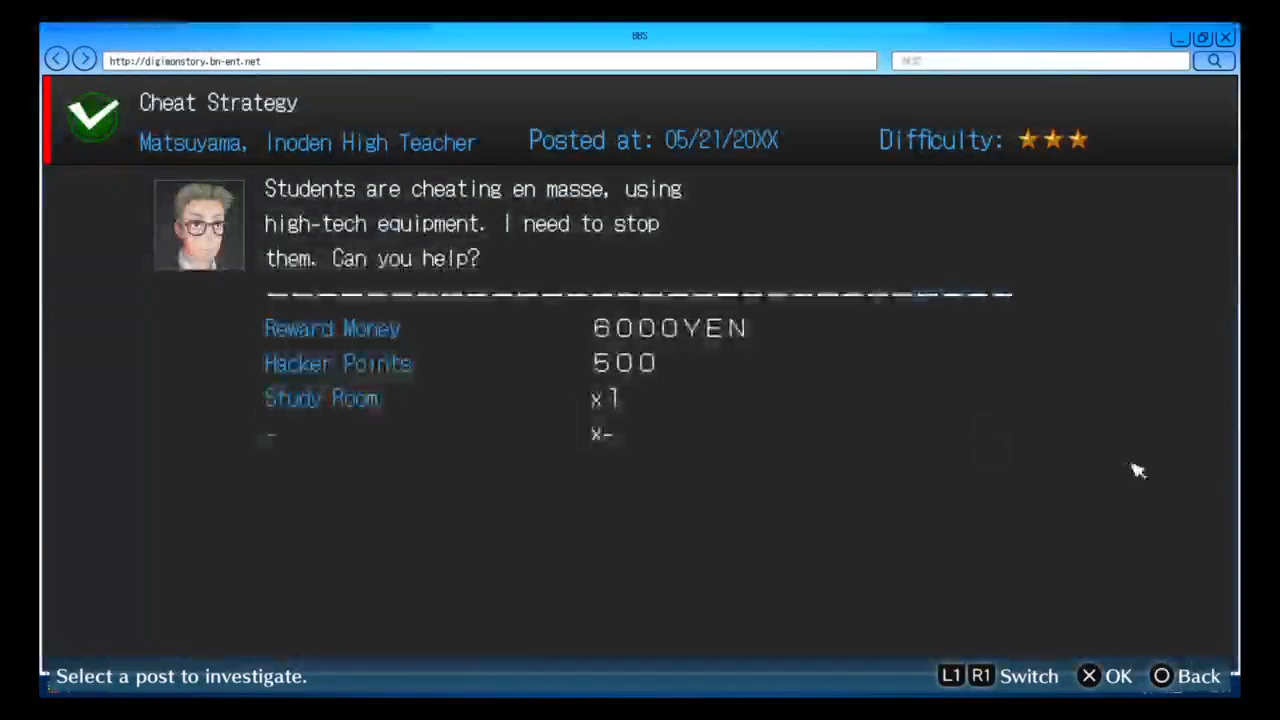 BBS
http://digimonstory.bn-ent.net
検索
Cheat Strategy
Matsuyama, Inoden High Teacher Posted at: 05/21/20XX Difficulty: ★★★
Students are cheating en masse, using
high-tech equipment. I need to stop
them. Can you help?
Reward Money 6000YEN
Hacker Points 500
Study Room x1
- x-
Select a post to investigate. L1 R1 Switch X OK O Back